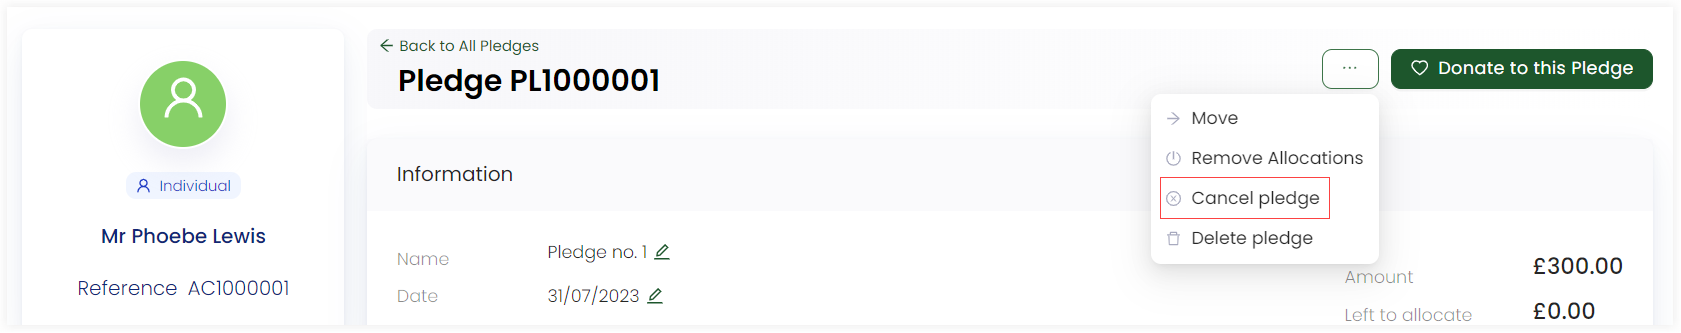 Individual
Mr Phoebe Lewis
Reference AC1000001
Back to All Pledges
Pledge PL1000001
...
Donate to this Pledge
Move
Remove Allocations
Cancel pledge
Delete pledge
Information
Name Pledge no. 1
Date 31/07/2023
Amount £300.00
Left to allocate £0.00